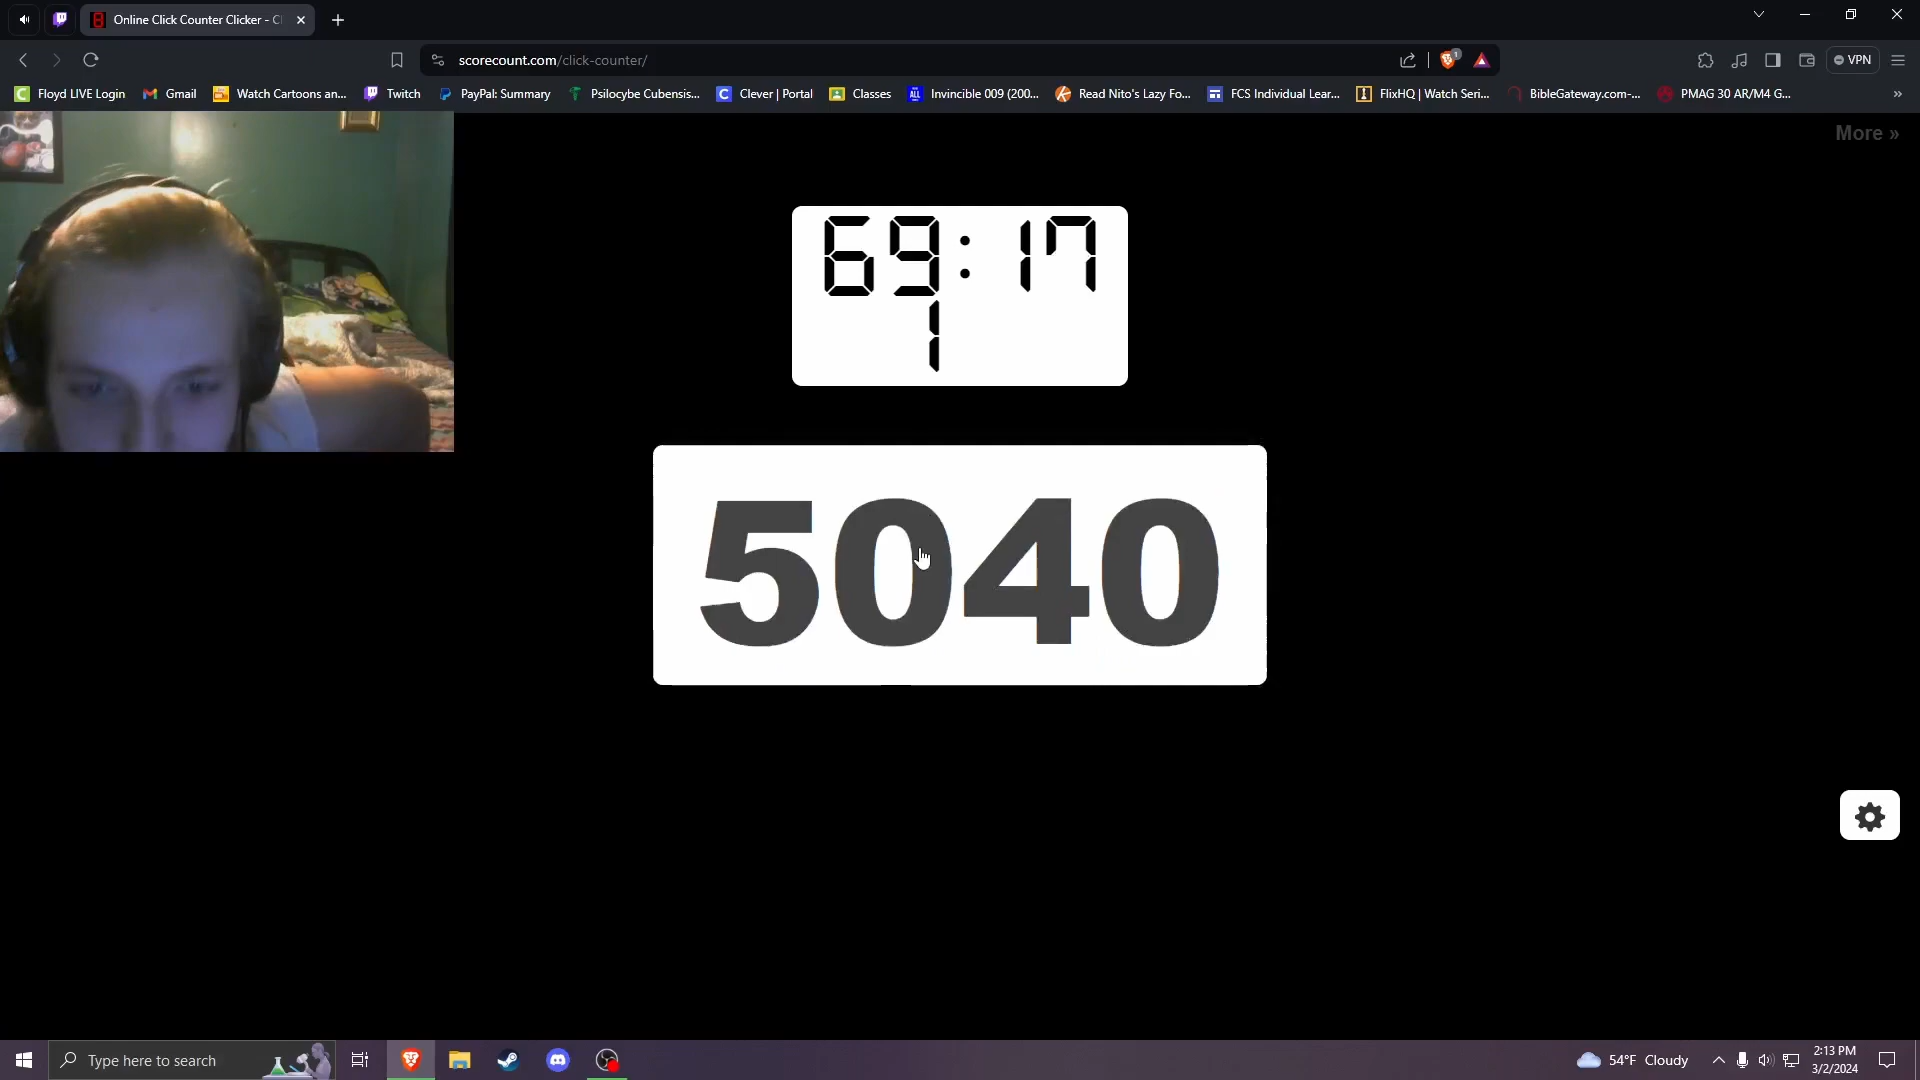 Online Click Counter Clicker - C
scorecount.com/click-counter/
VPN
Floyd LIVE Login
Gmail
Watch Cartoons an...
Twitch
PayPal: Summary
Psilocybe Cubensis...
Clever | Portal
Classes
Invincible 009 (200...
Read Nito's Lazy Fo...
FCS Individual Lear...
FlixHQ | Watch Seri...
BibleGateway.com-...
PMAG 30 AR/M4 G...
»
More »
69:17
1
5040
Type here to search
54°F Cloudy
2:13 PM
3/2/2024